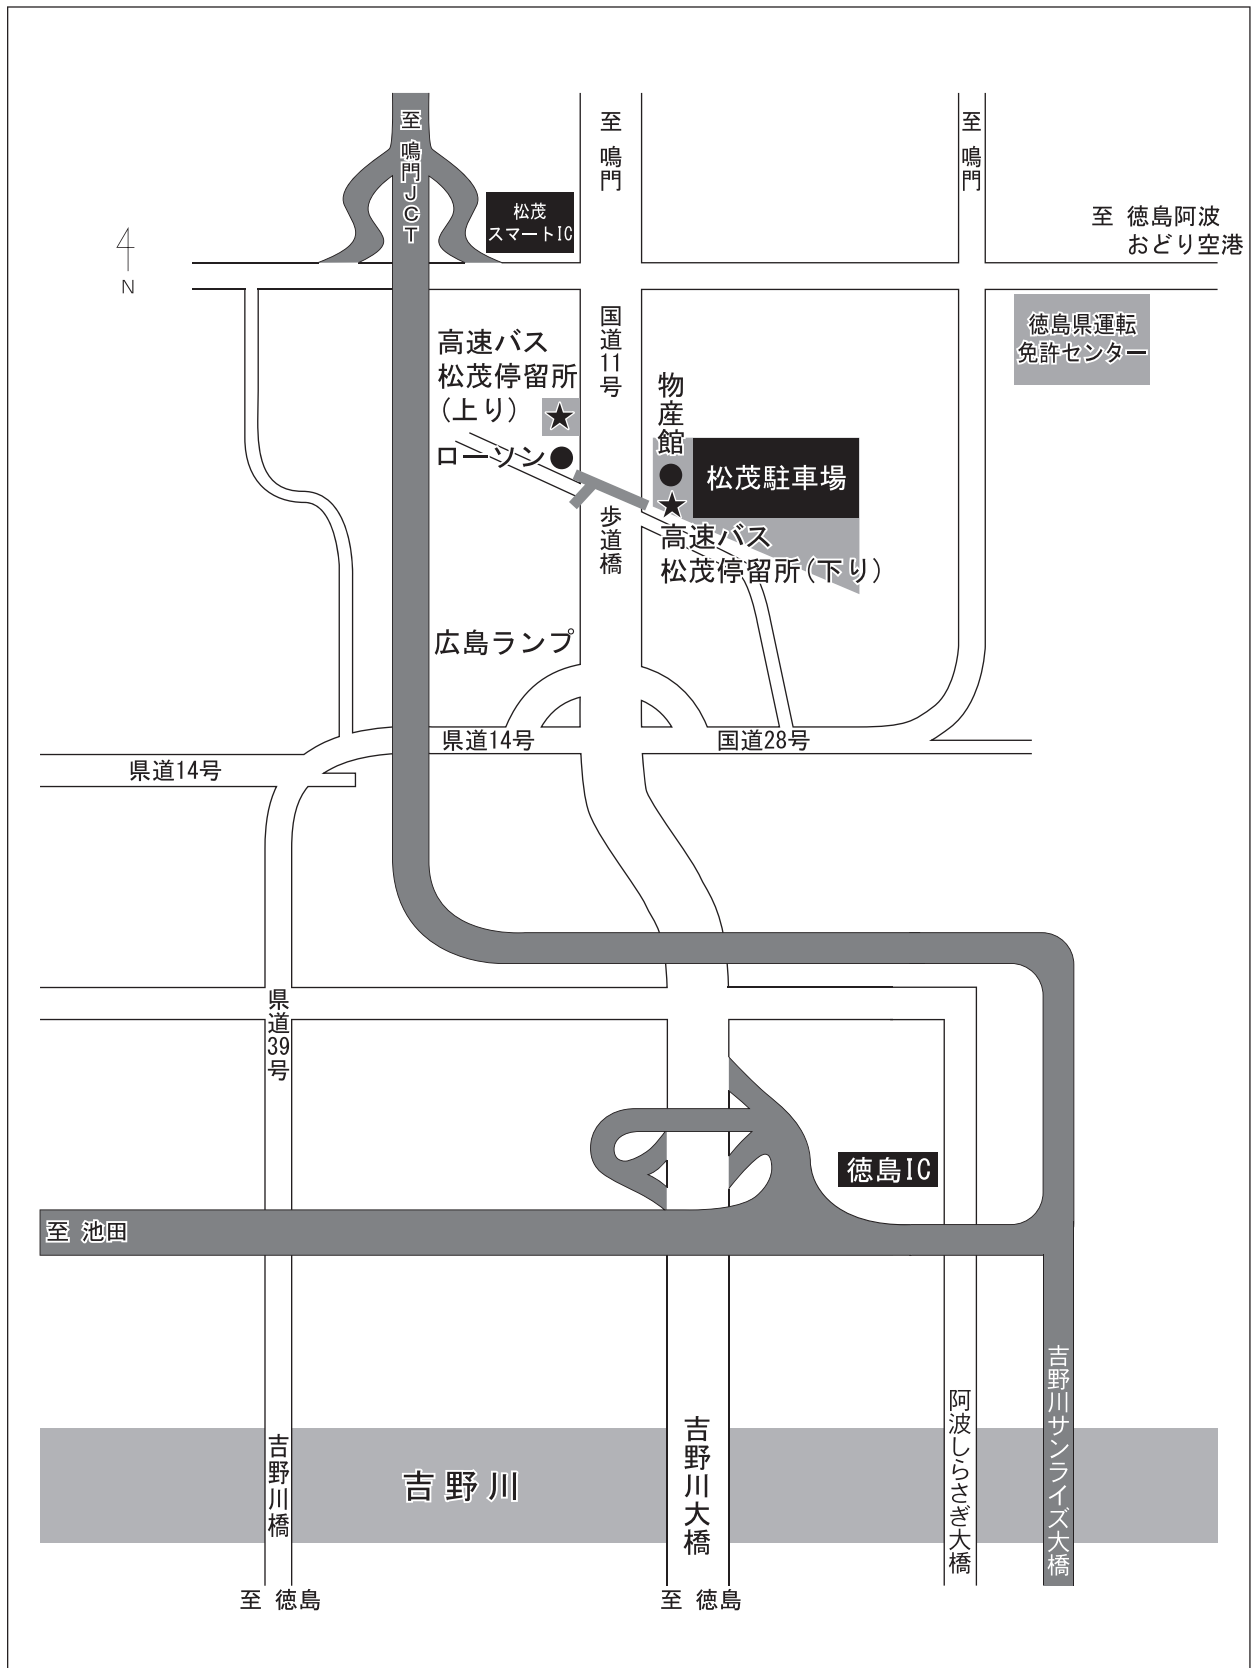 至 鳴門JCT
至 鳴門
至 鳴門
松茂
スマートIC
至 徳島阿波
おどり空港
N
徳島県運転
免許センター
国道11号
高速バス
松茂停留所
(上り)
★
物産館
ローソン●
●
松茂駐車場
★
歩道橋
高速バス
松茂停留所(下り)
広島ランプ
県道14号
国道28号
県道14号
県道39号
徳島IC
至 池田
吉野川サンライズ大橋
阿波しらさぎ大橋
吉野川大橋
吉野川橋
吉野川
至 徳島
至 徳島